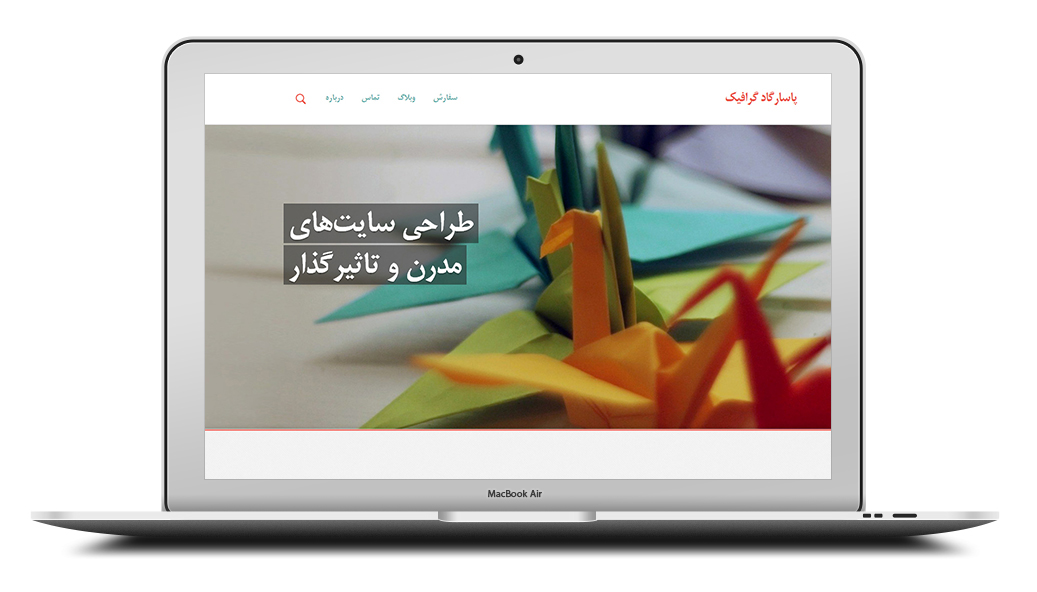 پاسارگاد گرافیک
سفارش وبلاگ تماس درباره
طراحی سایت‌های
مدرن و تاثیرگذار
MacBook Air